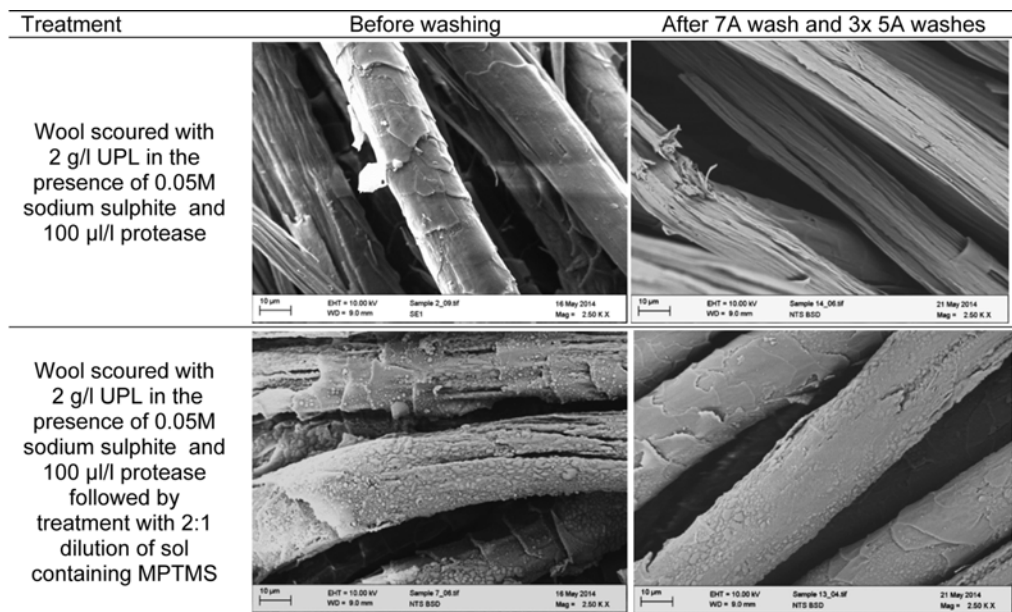 Treatment Before washing After 7A wash and 3x 5A washes
Wool scoured with
2 g/l UPL in the
presence of 0.05M
sodium sulphite and
100 µl/l protease
10 µm EHT = 10.00 kV Sample 2_09.tif 16 May 2014
WD = 9.0 mm SE1 Mag = 2.50 K X
10 µm EHT = 10.00 kV Sample 14_06.tif 21 May 2014
WD = 9.0 mm NTS BSD Mag = 2.50 K X
Wool scoured with
2 g/l UPL in the
presence of 0.05M
sodium sulphite and
100 µl/l protease
followed by
treatment with 2:1
dilution of sol
containing MPTMS
10 µm EHT = 10.00 kV Sample 7_06.tif 16 May 2014
WD = 9.0 mm NTS BSD Mag = 2.50 K X
10 µm EHT = 10.00 kV Sample 13_04.tif 21 May 2014
WD = 9.0 mm NTS BSD Mag = 2.50 K X